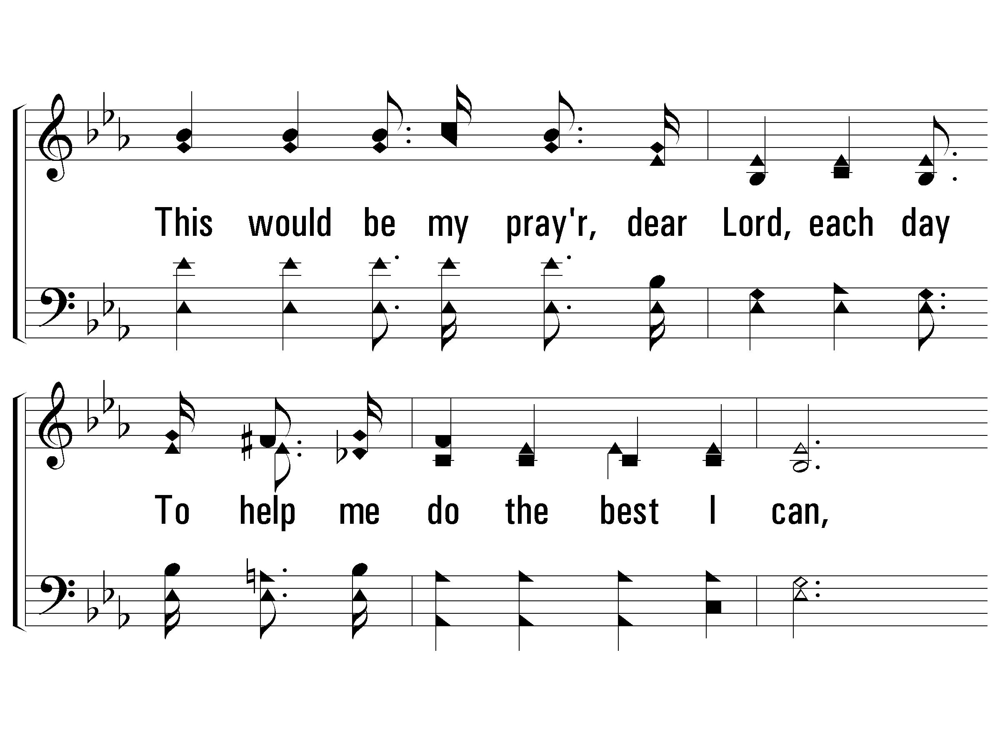 This would be my pray'r, dear Lord, each day
To help me do the best I can,